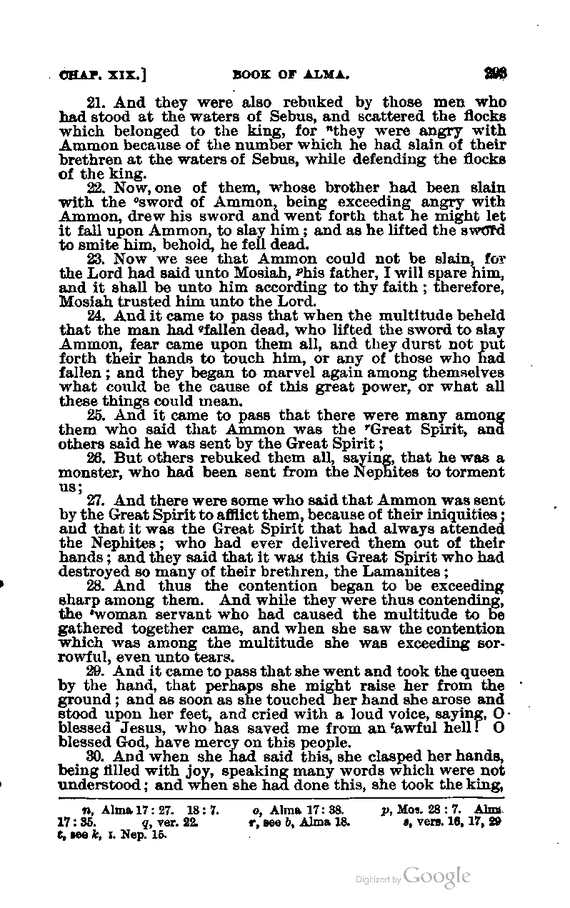 CHAP. XIX.] BOOK OF ALMA. 293
21. And they were also rebuked by those men who
had stood at the waters of Sebus, and scattered the flocks
which belonged to the king, for ⁿthey were angry with
Ammon because of the number which he had slain of their
brethren at the waters of Sebus, while defending the flocks
of the king.
22. Now, one of them, whose brother had been slain
with the ᵒsword of Ammon, being exceeding angry with
Ammon, drew his sword and went forth that he might let
it fall upon Ammon, to slay him; and as he lifted the sword
to smite him, behold, he fell dead.
23. Now we see that Ammon could not be slain, for
the Lord had said unto Mosiah, ᵖhis father, I will spare him,
and it shall be unto him according to thy faith; therefore,
Mosiah trusted him unto the Lord.
24. And it came to pass that when the multitude beheld
that the man had qfallen dead, who lifted the sword to slay
Ammon, fear came upon them all, and they durst not put
forth their hands to touch him, or any of those who had
fallen; and they began to marvel again among themselves
what could be the cause of this great power, or what all
these things could mean.
25. And it came to pass that there were many among
them who said that Ammon was the ʳGreat Spirit, and
others said he was sent by the Great Spirit;
26. But others rebuked them all, saying, that he was a
monster, who had been sent from the Nephites to torment
us;
27. And there were some who said that Ammon was sent
by the Great Spirit to afflict them, because of their iniquities;
and that it was the Great Spirit that had always attended
the Nephites; who had ever delivered them out of their
hands; and they said that it was this Great Spirit who had
destroyed so many of their brethren, the Lamanites;
28. And thus the contention began to be exceeding
sharp among them. And while they were thus contending,
the ˢwoman servant who had caused the multitude to be
gathered together came, and when she saw the contention
which was among the multitude she was exceeding sor-
rowful, even unto tears.
29. And it came to pass that she went and took the queen
by the hand, that perhaps she might raise her from the
ground; and as soon as she touched her hand she arose and
stood upon her feet, and cried with a loud voice, saying, O
blessed Jesus, who has saved me from an ᵗawful hell! O
blessed God, have mercy on this people.
30. And when she had said this, she clasped her hands,
being filled with joy, speaking many words which were not
understood; and when she had done this, she took the king,
n, Alma 17: 27. 18: 7. o, Alma 17: 38. p, Mos. 28: 7. Alma
17: 35. q, ver. 22. r, see b, Alma 18. s, vers. 16, 17, 29
t, see k, I. Nep. 15.
Digitized by Google